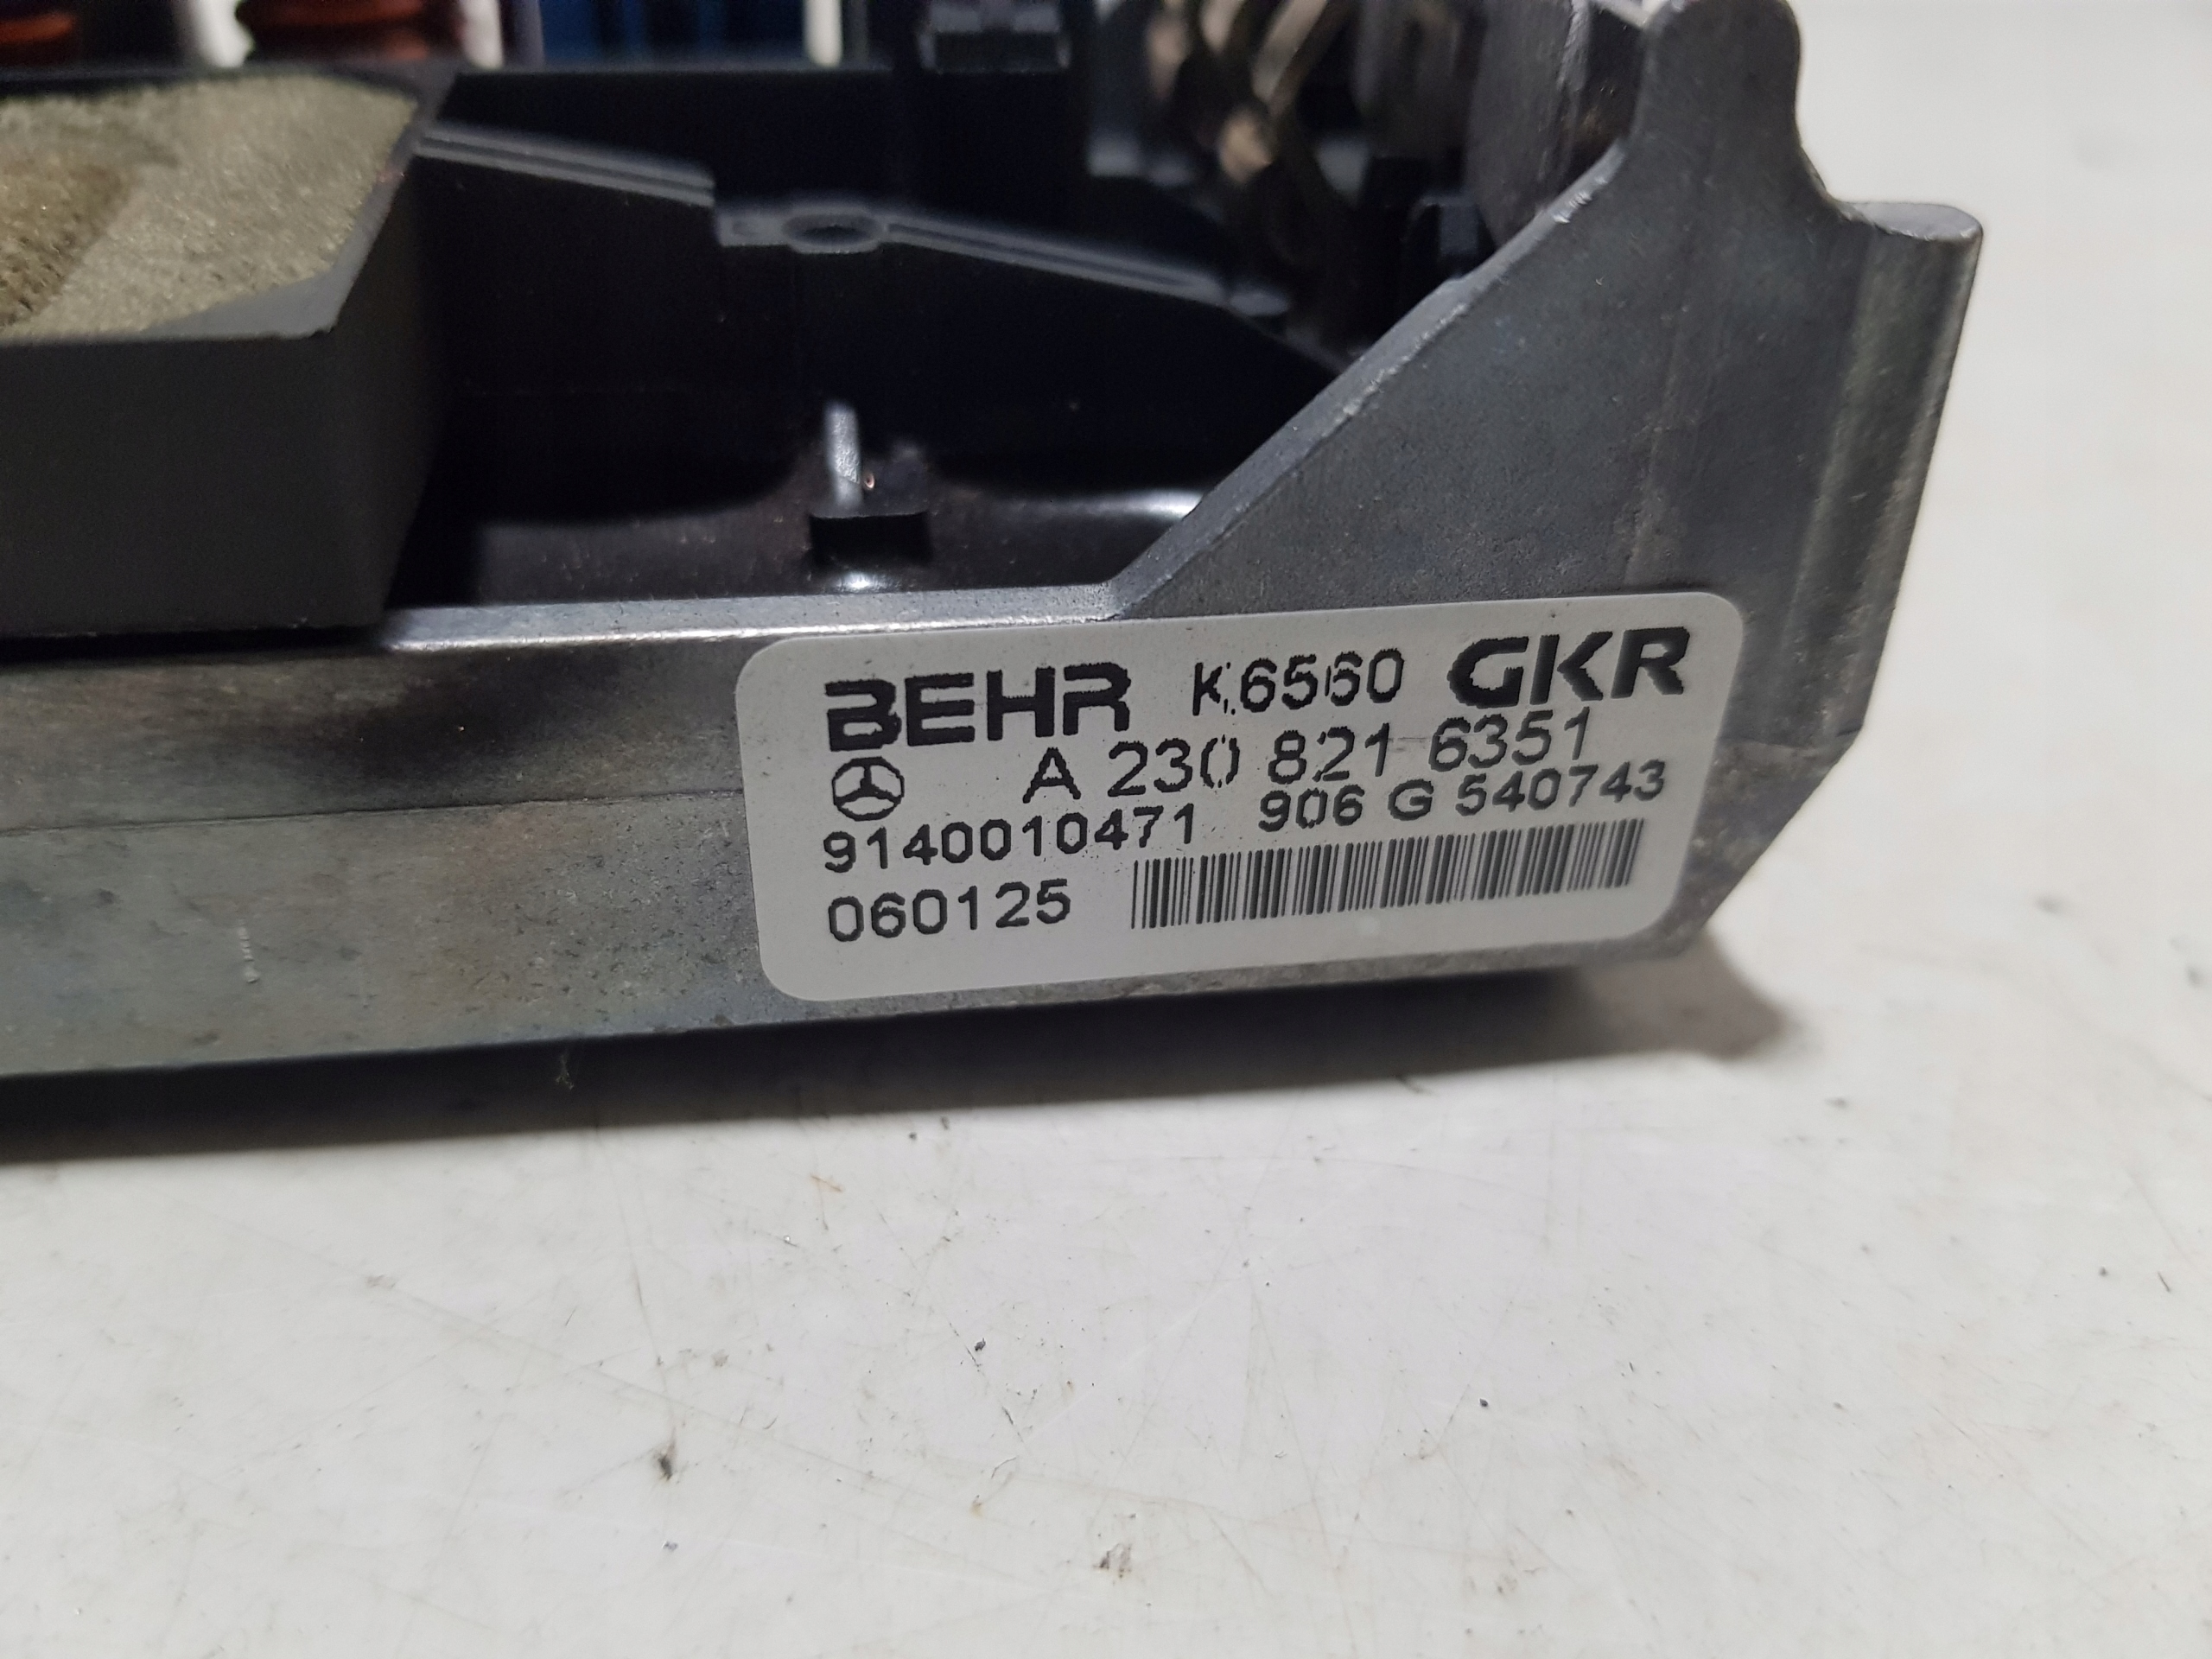 BEHR K6560 GKR
A 230 821 6351
9140010471 906 G 540743
060125